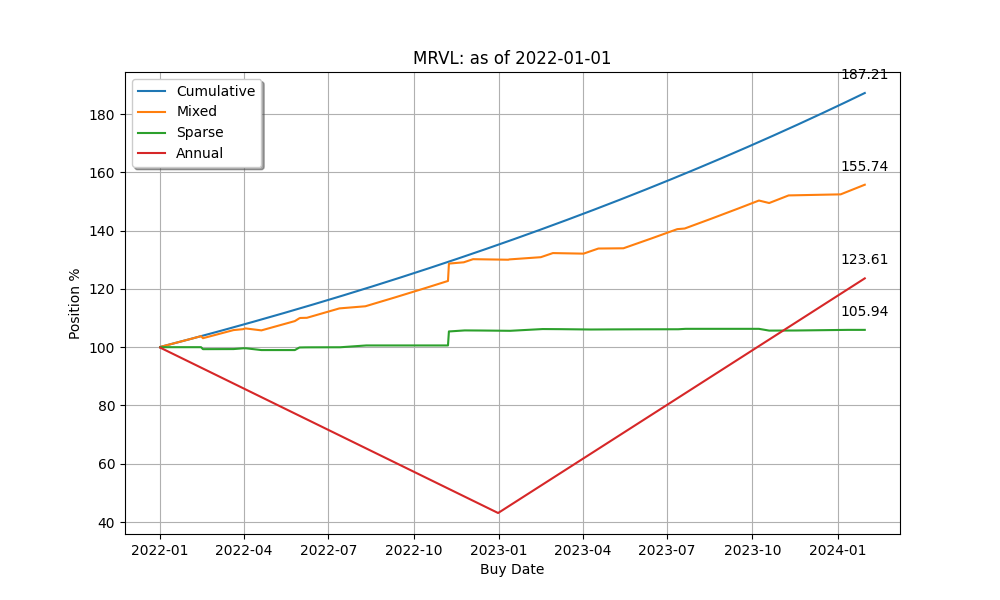 MRVL: as of 2022-01-01
187.21
Cumulative
Mixed
Sparse
Annual
155.74
123.61
105.94
180
160
140
120
100
80
60
40
Position %
2022-01 2022-04 2022-07 2022-10 2023-01 2023-04 2023-07 2023-10 2024-01
Buy Date